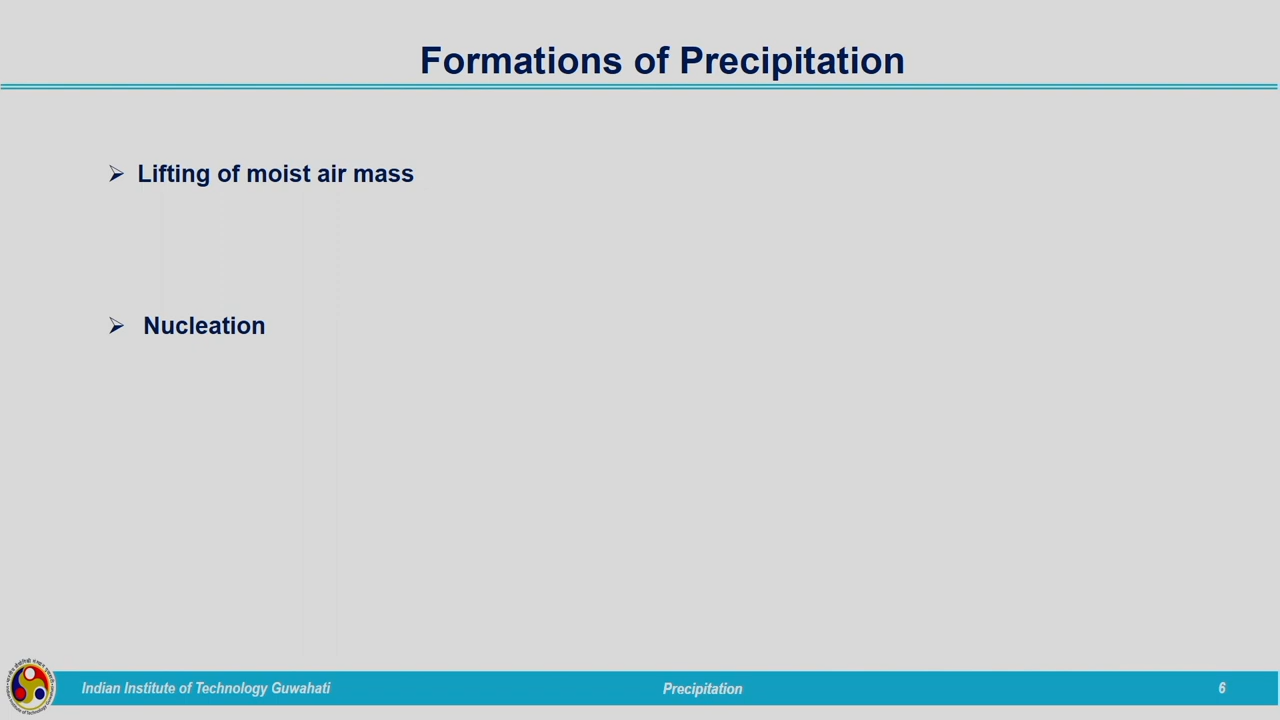 Formations of Precipitation
➢ Lifting of moist air mass
➢ Nucleation
Indian Institute of Technology Guwahati Precipitation 6